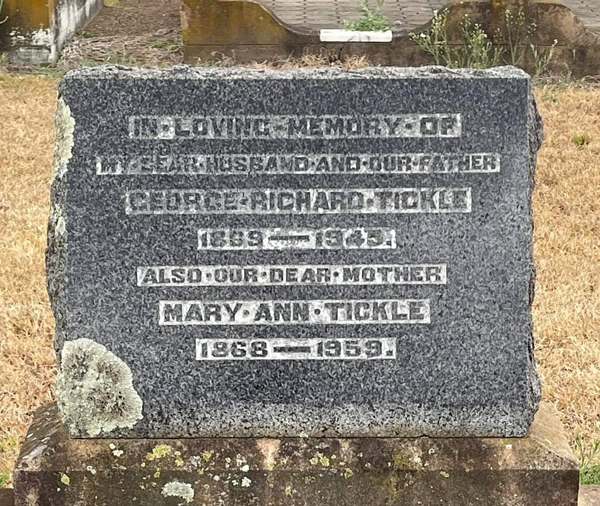 IN·LOVING·MEMORY·OF
MY·DEAR·HUSBAND·AND·OUR·FATHER
GEORGE·RICHARD·TICKLE
ALSO·OUR·DEAR·MOTHER
MARY·ANN·TICKLE
1868—1959.